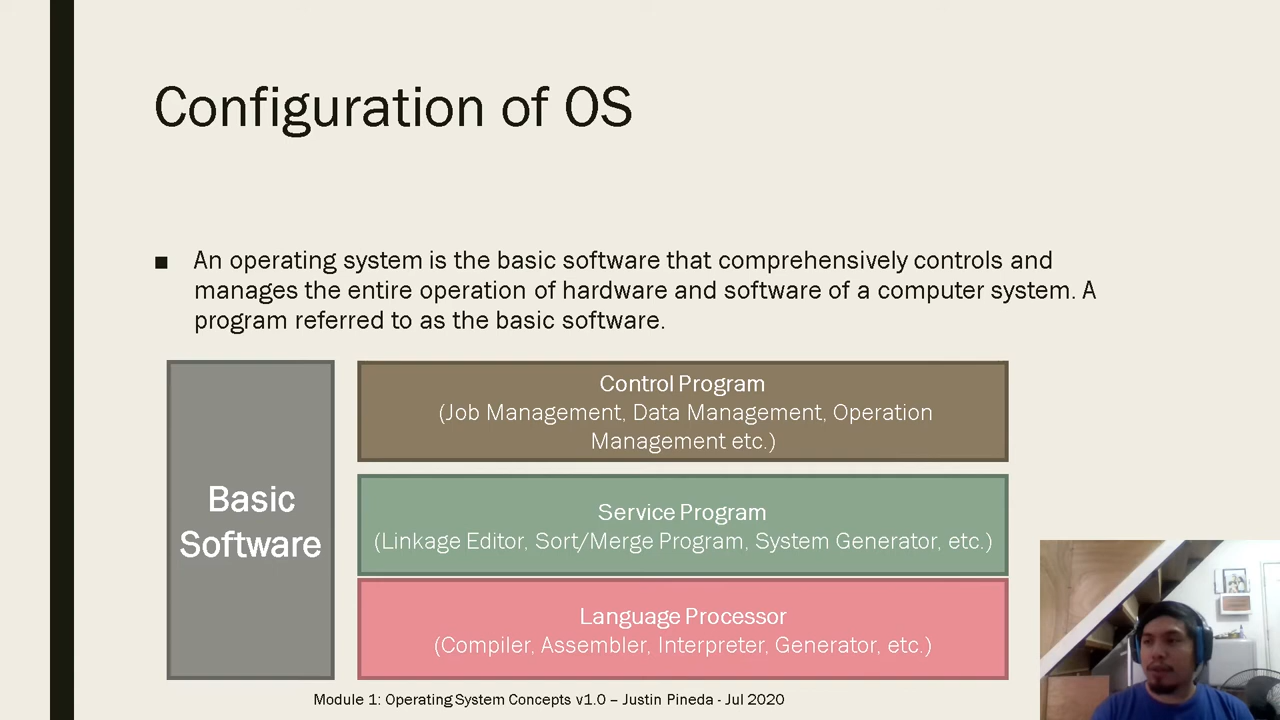 Configuration of OS
■ An operating system is the basic software that comprehensively controls and
manages the entire operation of hardware and software of a computer system. A
program referred to as the basic software.
Basic
Software
Control Program
(Job Management, Data Management, Operation
Management etc.)
Service Program
(Linkage Editor, Sort/Merge Program, System Generator, etc.)
Language Processor
(Compiler, Assembler, Interpreter, Generator, etc.)
Module 1: Operating System Concepts v1.0 – Justin Pineda - Jul 2020